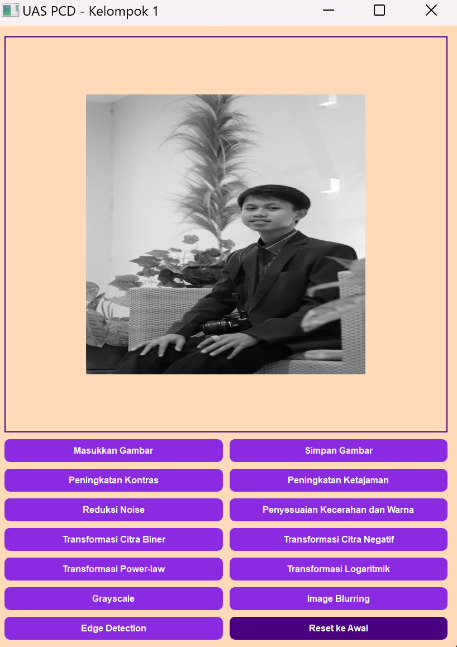 UAS PCD - Kelompok 1
Masukkan Gambar
Simpan Gambar
Peningkatan Kontras
Peningkatan Ketajaman
Reduksi Noise
Penyesuaian Kecerahan dan Warna
Transformasi Citra Biner
Transformasi Citra Negatif
Transformasi Power-law
Transformasi Logaritmik
Grayscale
Image Blurring
Edge Detection
Reset ke Awal